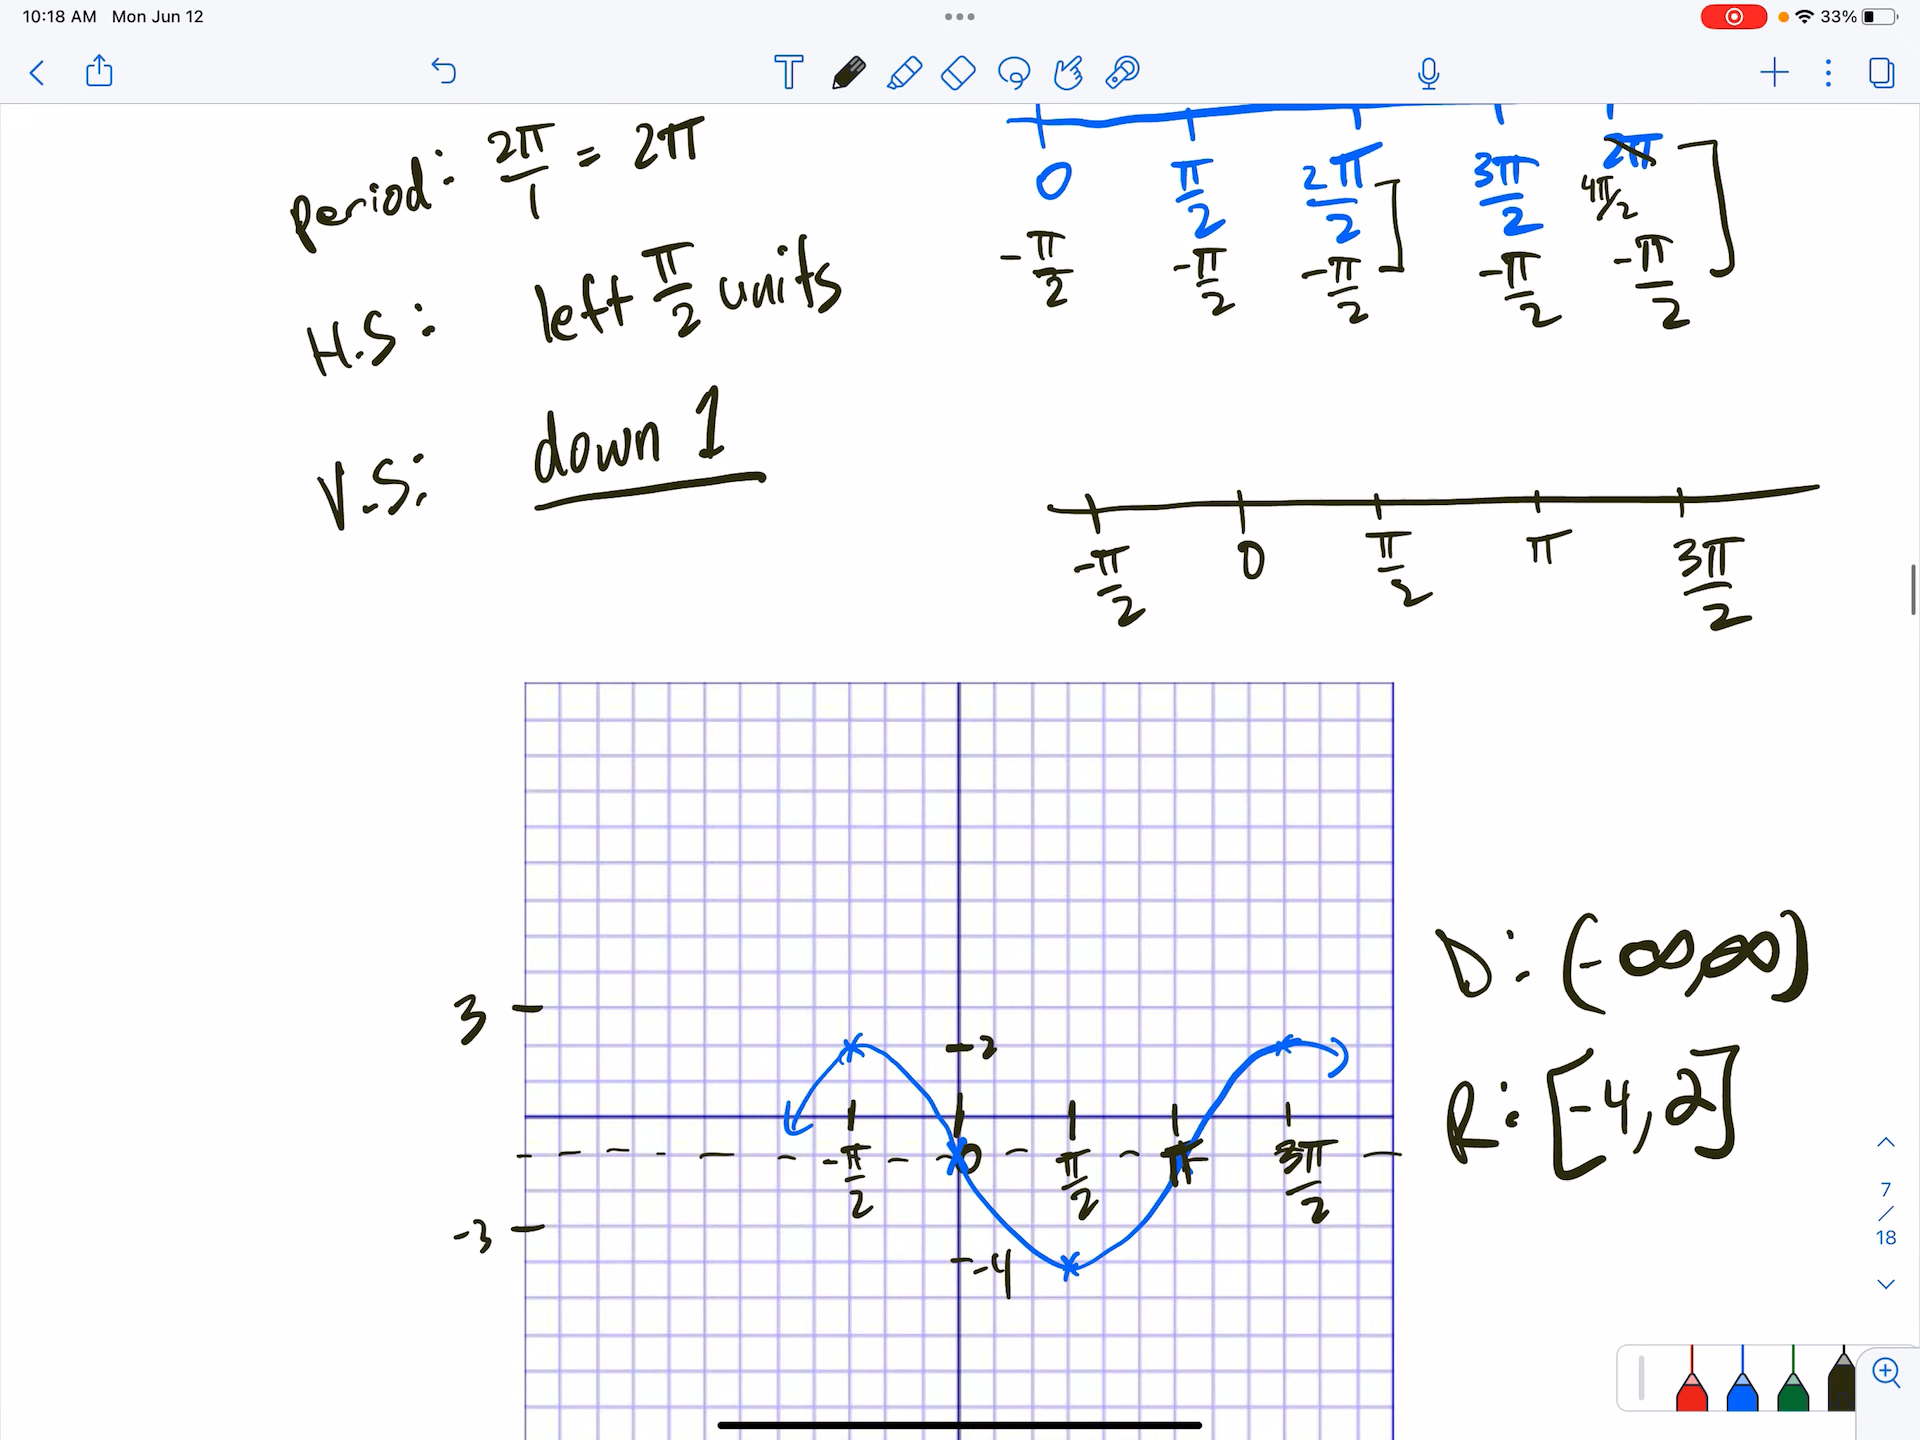 10:18 AM Mon Jun 12
33%
T
period: 2π/1 = 2π
0 π/2 2π/2 3π/2 2π
4π/2
-π/2 -π/2 -π/2 -π/2 -π/2
H.S: left π/2 units
V.S: down 1
-π/2 0 π/2 π 3π/2
D: (-∞,∞)
3
-2
R: [-4,2]
-π/2 0 π/2 π 3π/2
-3
-4
7
/
18